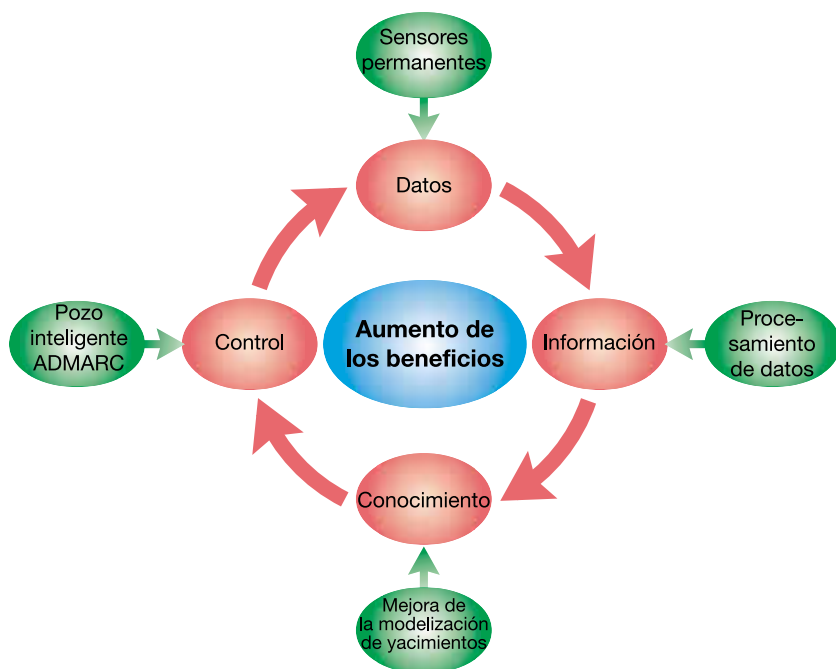 Sensores
permanentes
Datos
Pozo
inteligente
ADMARC
Control
Aumento de
los beneficios
Información
Proce-
samiento
de datos
Conocimiento
Mejora de
la modelización
de yacimientos